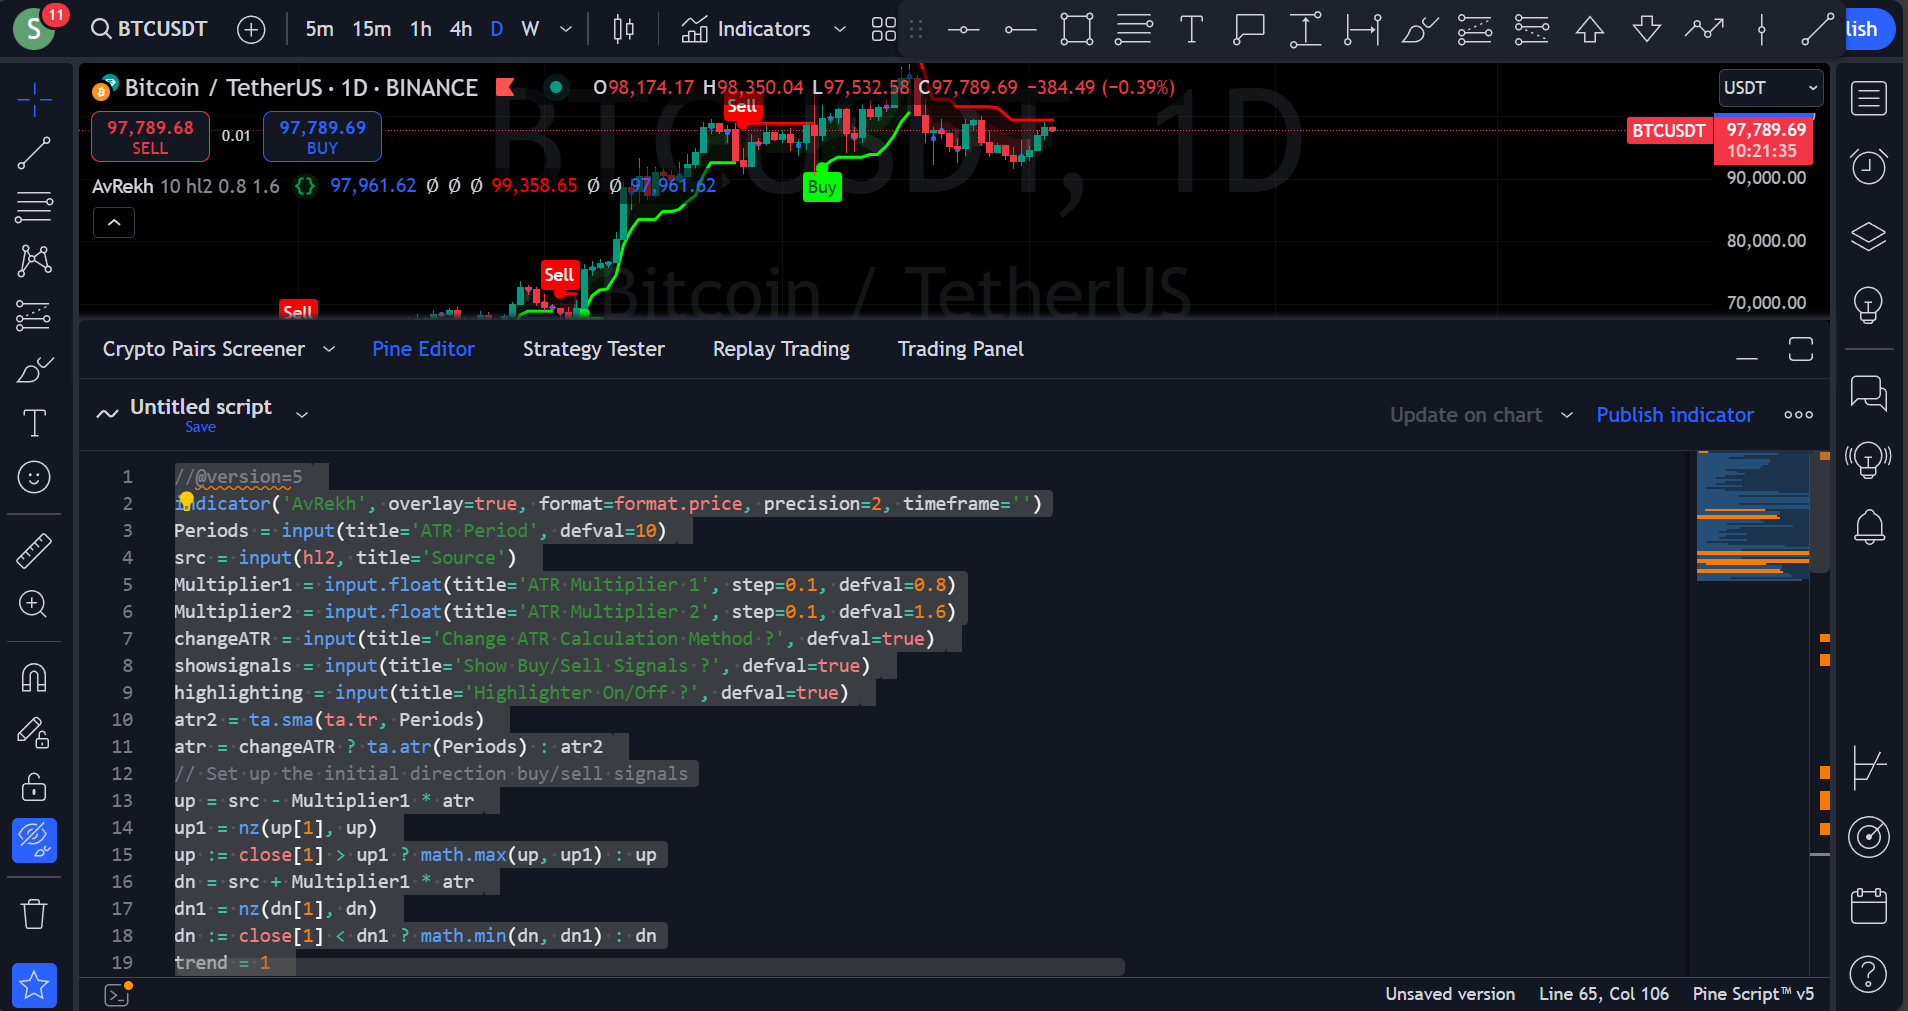 S 11 BTCUSDT 5m 15m 1h 4h D W Indicators lish
Bitcoin / TetherUS · 1D · BINANCE O98,174.17 H98,350.04 L97,532.58 C97,789.69 −384.49 (−0.39%) USDT
97,789.68 SELL 0.01 97,789.69 BUY
AvRekh 10 hl2 0.8 1.6 {} 97,961.62 Ø Ø Ø 99,358.65 Ø Ø 97,961.62
BTCUSDT, 1D
Bitcoin / TetherUS
Sell
Buy
Sell
Sell
BTCUSDT 97,789.69
10:21:35
90,000.00
80,000.00
70,000.00
Crypto Pairs Screener Pine Editor Strategy Tester Replay Trading Trading Panel
Untitled script
Save
Update on chart Publish indicator
1 //@version=5
2 indicator('AvRekh', overlay=true, format=format.price, precision=2, timeframe='')
3 Periods = input(title='ATR Period', defval=10)
4 src = input(hl2, title='Source')
5 Multiplier1 = input.float(title='ATR Multiplier 1', step=0.1, defval=0.8)
6 Multiplier2 = input.float(title='ATR Multiplier 2', step=0.1, defval=1.6)
7 changeATR = input(title='Change ATR Calculation Method ?', defval=true)
8 showsignals = input(title='Show Buy/Sell Signals ?', defval=true)
9 highlighting = input(title='Highlighter On/Off ?', defval=true)
10 atr2 = ta.sma(ta.tr, Periods)
11 atr = changeATR ? ta.atr(Periods) : atr2
12 // Set up the initial direction buy/sell signals
13 up = src - Multiplier1 * atr
14 up1 = nz(up[1], up)
15 up := close[1] > up1 ? math.max(up, up1) : up
16 dn = src + Multiplier1 * atr
17 dn1 = nz(dn[1], dn)
18 dn := close[1] < dn1 ? math.min(dn, dn1) : dn
19 trend = 1
Unsaved version Line 65, Col 106 Pine Script™ v5